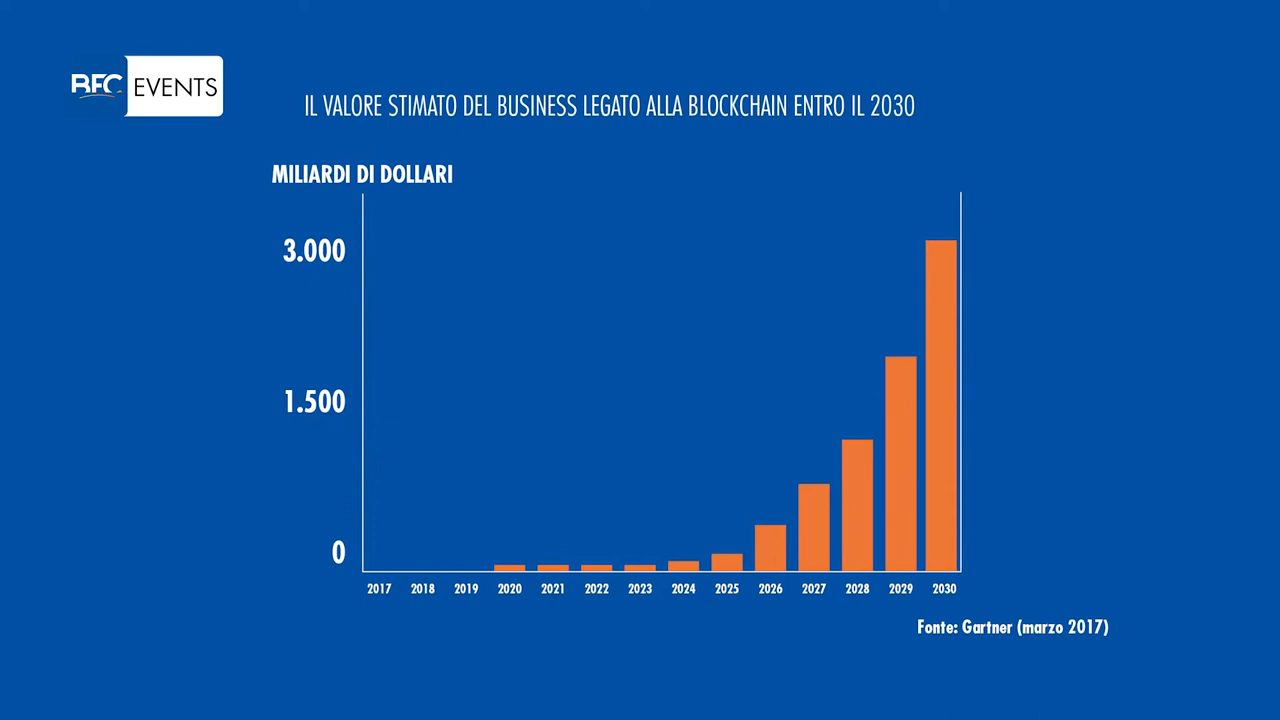 BFC EVENTS
IL VALORE STIMATO DEL BUSINESS LEGATO ALLA BLOCKCHAIN ENTRO IL 2030
MILIARDI DI DOLLARI
3.000
1.500
0
2017 2018 2019 2020 2021 2022 2023 2024 2025 2026 2027 2028 2029 2030
Fonte: Gartner (marzo 2017)